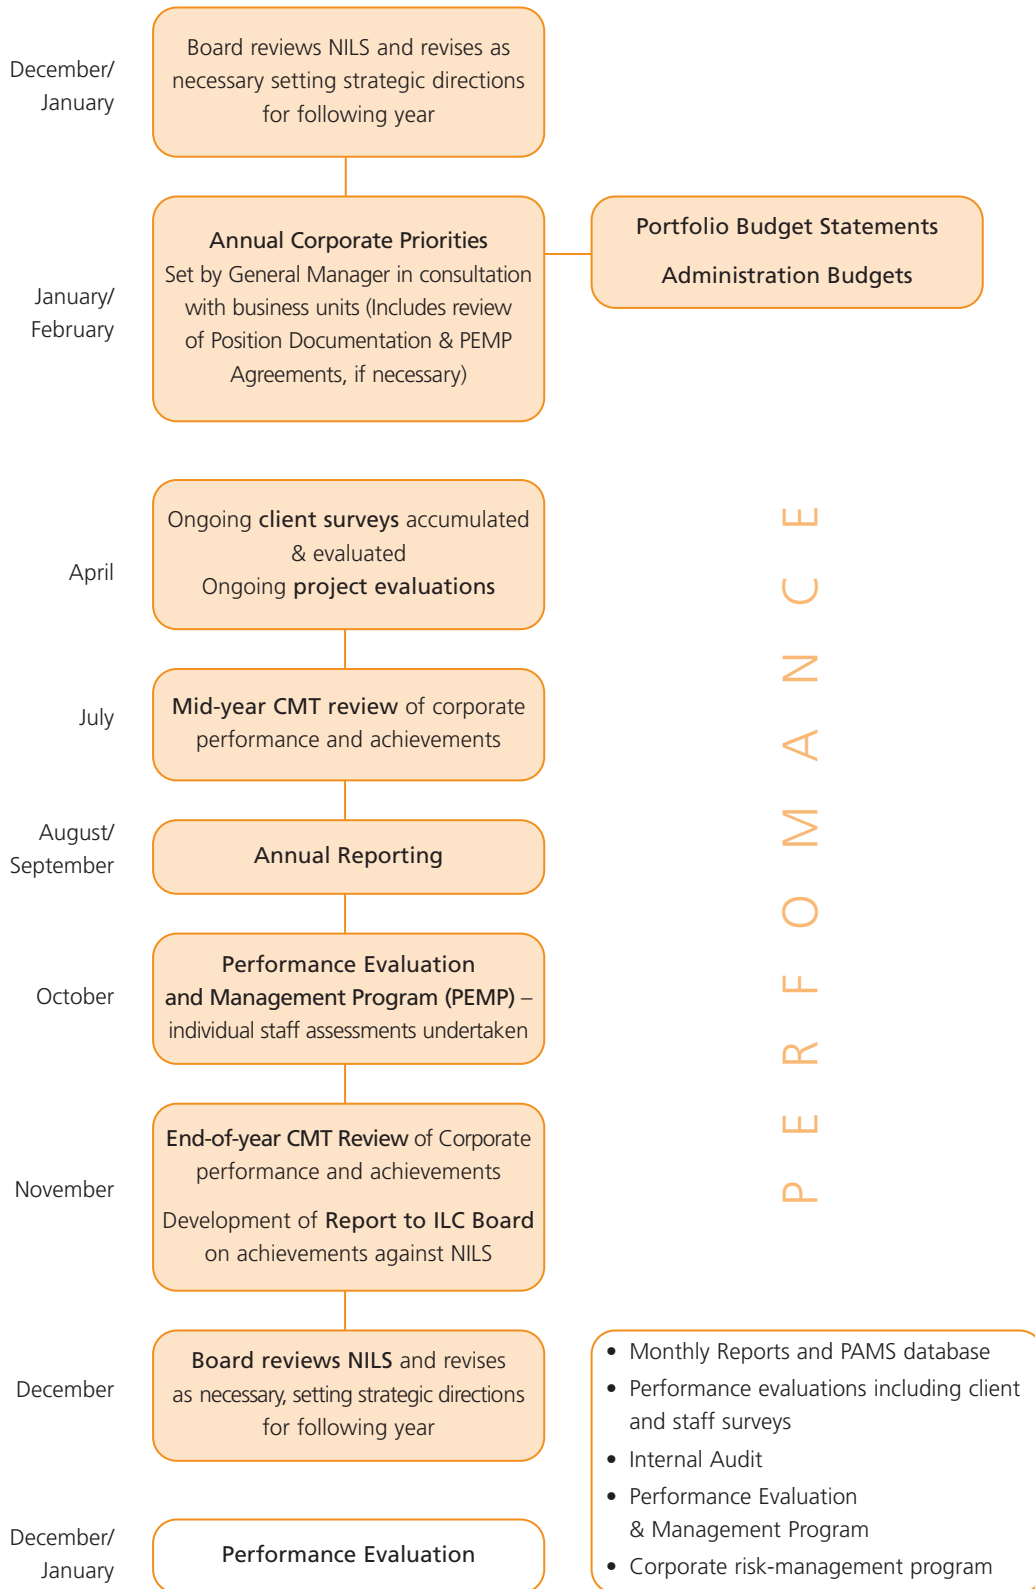 December/
January
Board reviews NILS and revises as
necessary setting strategic directions
for following year
January/
February
Annual Corporate Priorities
Set by General Manager in consultation
with business units (Includes review
of Position Documentation & PEMP
Agreements, if necessary)
Portfolio Budget Statements
Administration Budgets
April
Ongoing client surveys accumulated
& evaluated
Ongoing project evaluations
July
Mid-year CMT review of corporate
performance and achievements
August/
September
Annual Reporting
October
Performance Evaluation
and Management Program (PEMP) –
individual staff assessments undertaken
November
End-of-year CMT Review of Corporate
performance and achievements
Development of Report to ILC Board
on achievements against NILS
December
Board reviews NILS and revises
as necessary, setting strategic directions
for following year
December/
January
Performance Evaluation
PERFOMANCE
• Monthly Reports and PAMS database
• Performance evaluations including client
and staff surveys
• Internal Audit
• Performance Evaluation
& Management Program
• Corporate risk-management program